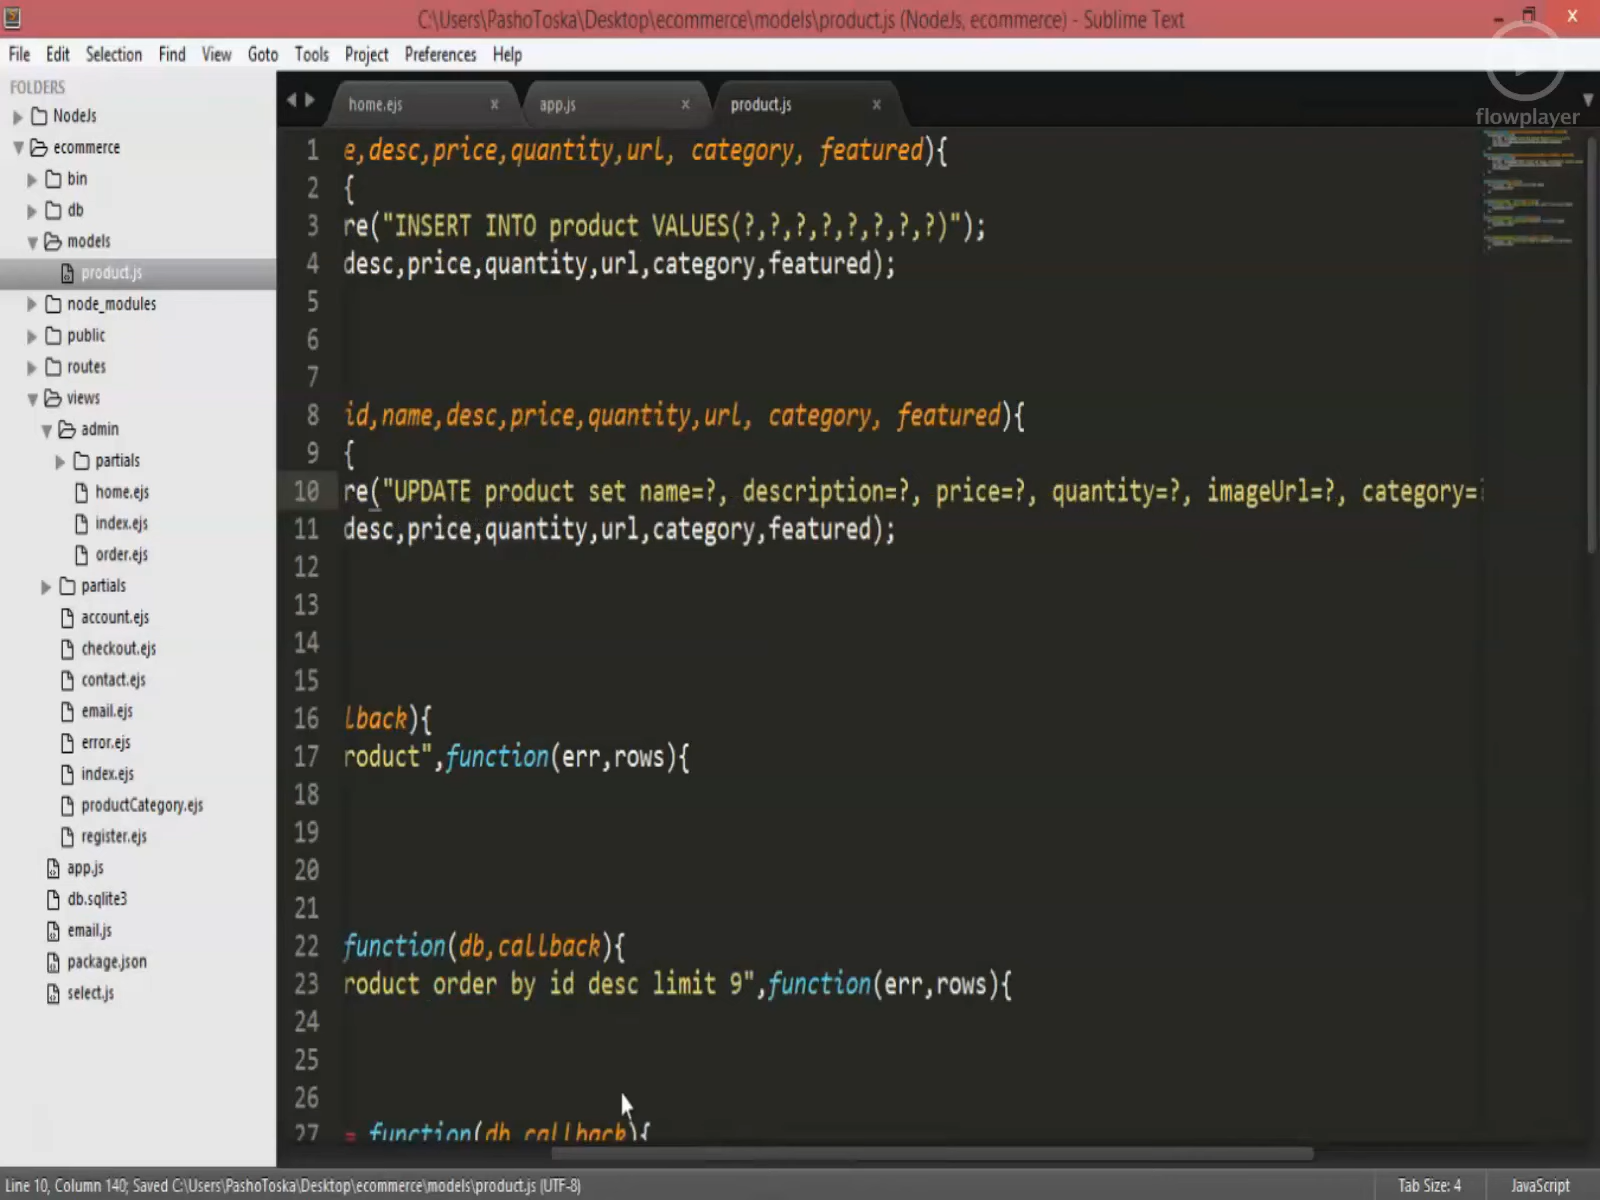 C:\Users\PashoToska\Desktop\ecommerce\models\product.js (NodeJs, ecommerce) - Sublime Text
File Edit Selection Find View Goto Tools Project Preferences Help
flowplayer
FOLDERS
NodeJs
ecommerce
bin
db
models
product.js
node_modules
public
routes
views
admin
partials
home.ejs
index.ejs
order.ejs
partials
account.ejs
checkout.ejs
contact.ejs
email.ejs
error.ejs
index.ejs
productCategory.ejs
register.ejs
app.js
db.sqlite3
email.js
package.json
select.js
home.ejs x app.js x product.js x
1 e,desc,price,quantity,url, category, featured){
2 {
3 re("INSERT INTO product VALUES(?,?,?,?,?,?,?,?)");
4 desc,price,quantity,url,category,featured);
5
6
7
8 id,name,desc,price,quantity,url, category, featured){
9 {
10 re("UPDATE product set name=?, description=?, price=?, quantity=?, imageUrl=?, category=
11 desc,price,quantity,url,category,featured);
12
13
14
15
16 lback){
17 roduct",function(err,rows){
18
19
20
21
22 function(db,callback){
23 roduct order by id desc limit 9",function(err,rows){
24
25
26
27 = function(db,callback){
Line 10, Column 140; Saved C:\Users\PashoToska\Desktop\ecommerce\models\product.js (UTF-8) Tab Size: 4 JavaScript